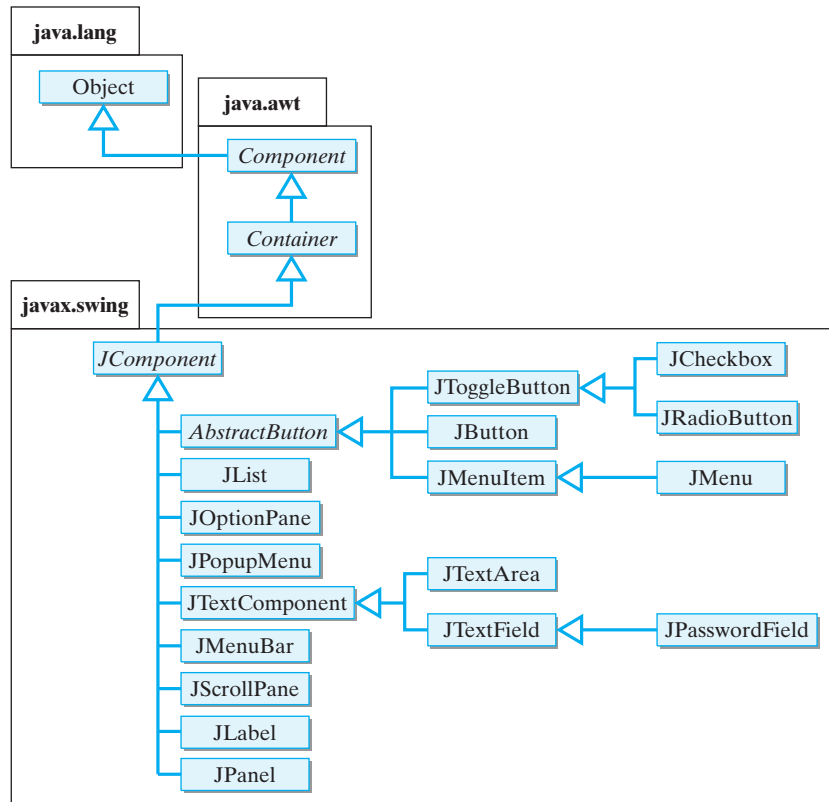 java.lang
Object
java.awt
Component
Container
javax.swing
JComponent
AbstractButton
JList
JOptionPane
JPopupMenu
JTextComponent
JMenuBar
JScrollPane
JLabel
JPanel
JToggleButton
JButton
JMenuItem
JCheckbox
JRadioButton
JMenu
JTextArea
JTextField
JPasswordField